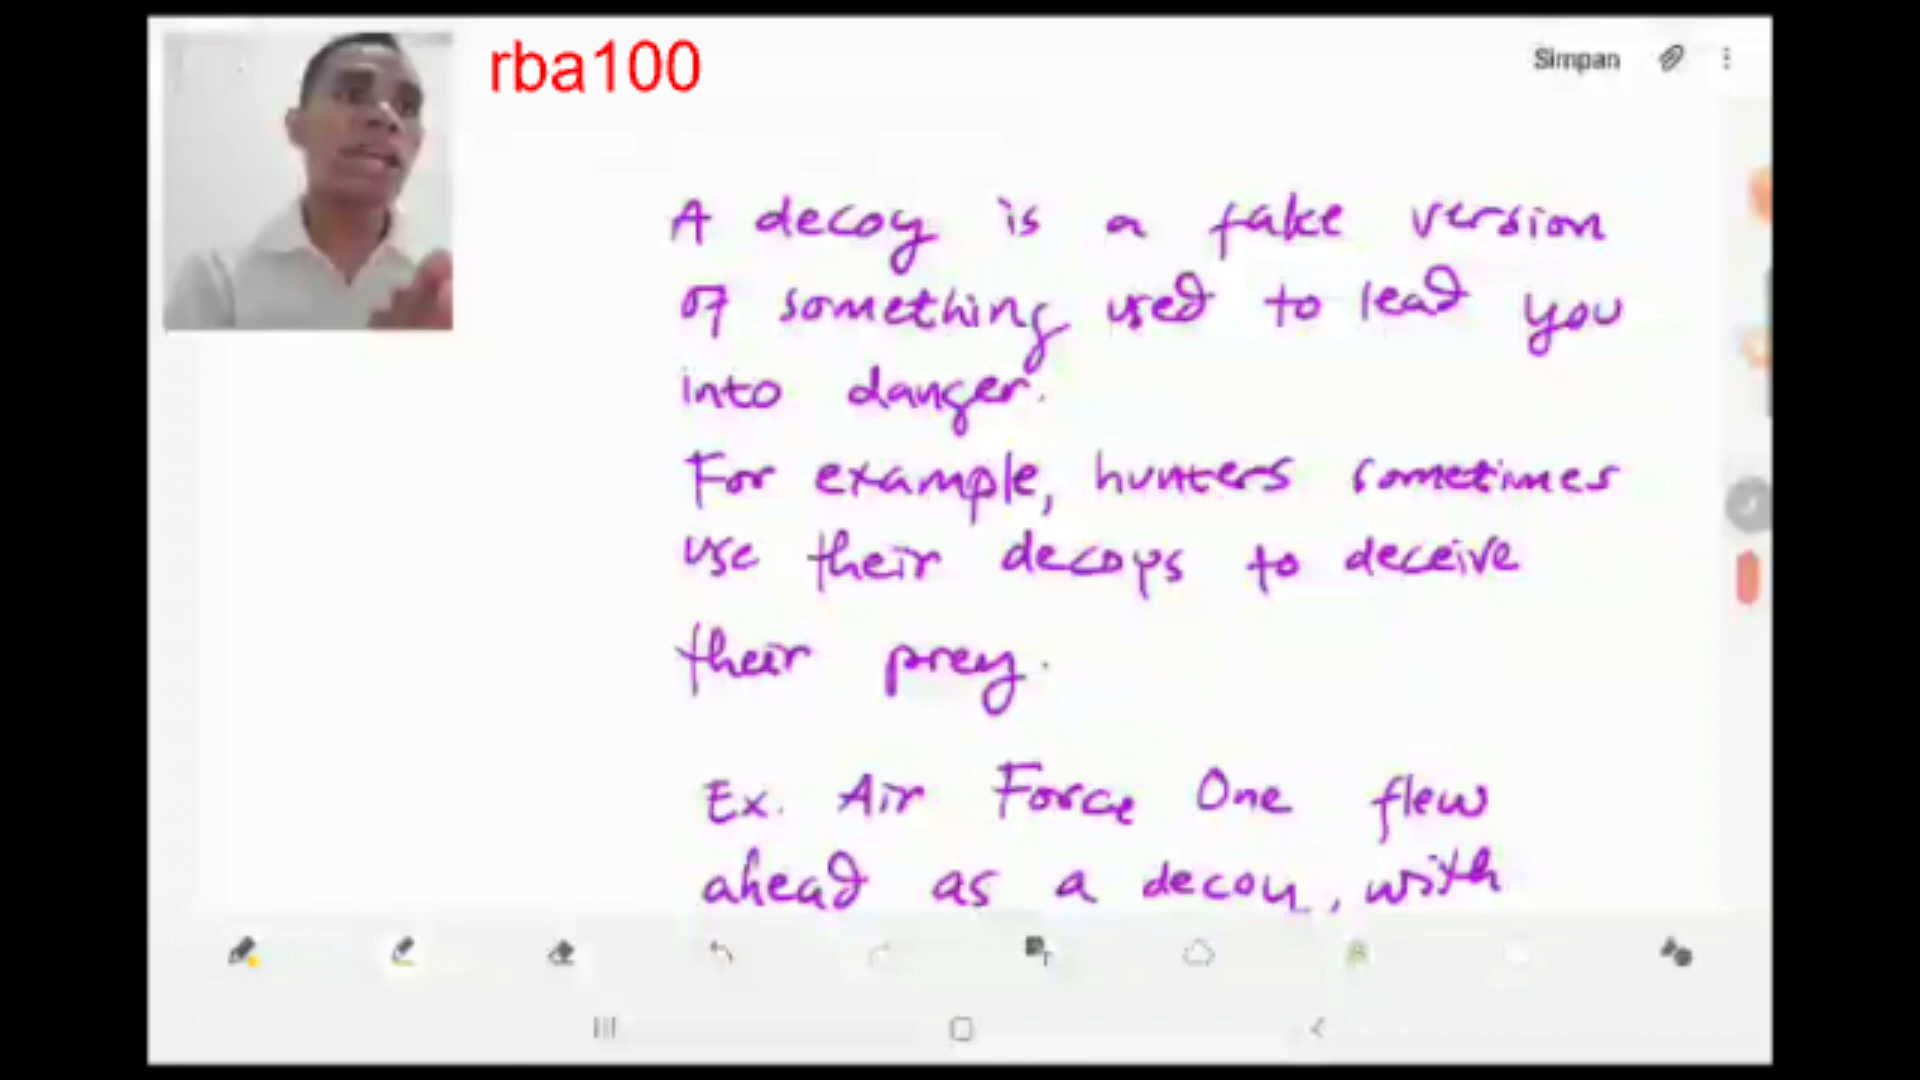 rba100
Simpan
A decoy is a fake version
of something used to lead you
into danger.
For example, hunters sometimes
use their decoys to deceive
their prey.
Ex. Air Force One flew
ahead as a decoy, with